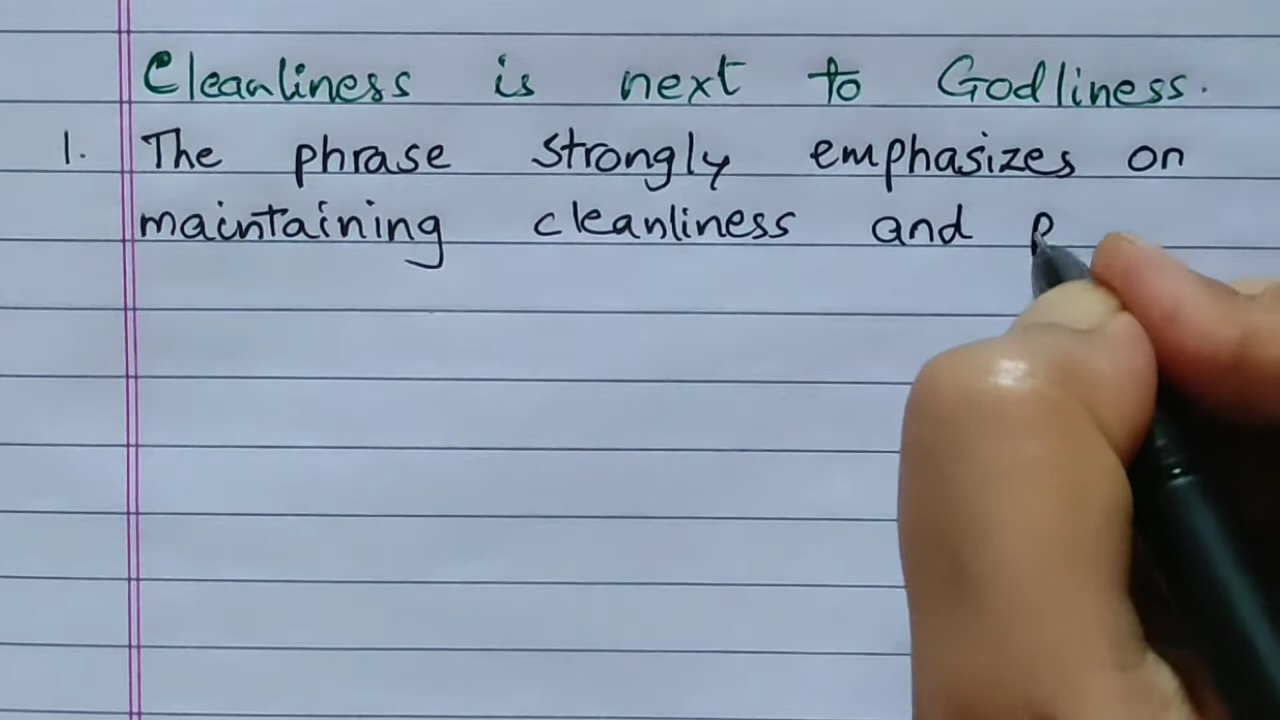 Cleanliness is next to Godliness.
1. The phrase strongly emphasizes on
maintaining cleanliness and